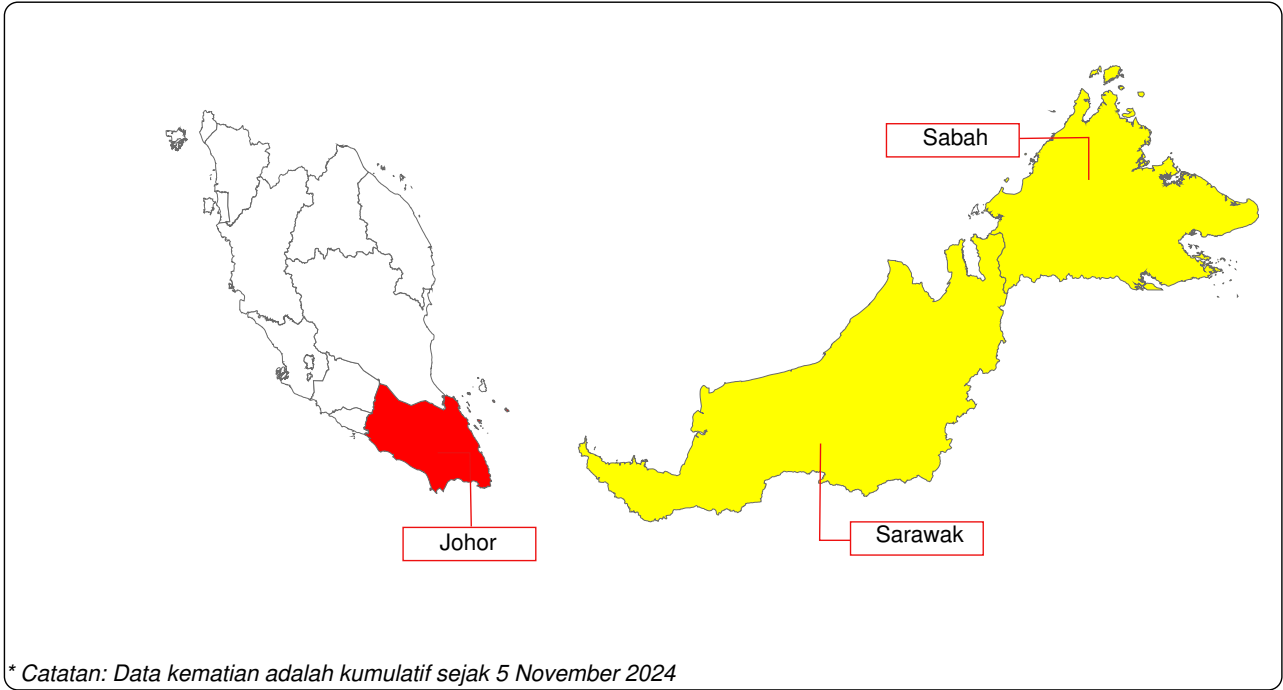 Sabah
Sarawak
Johor
* Catatan: Data kematian adalah kumulatif sejak 5 November 2024